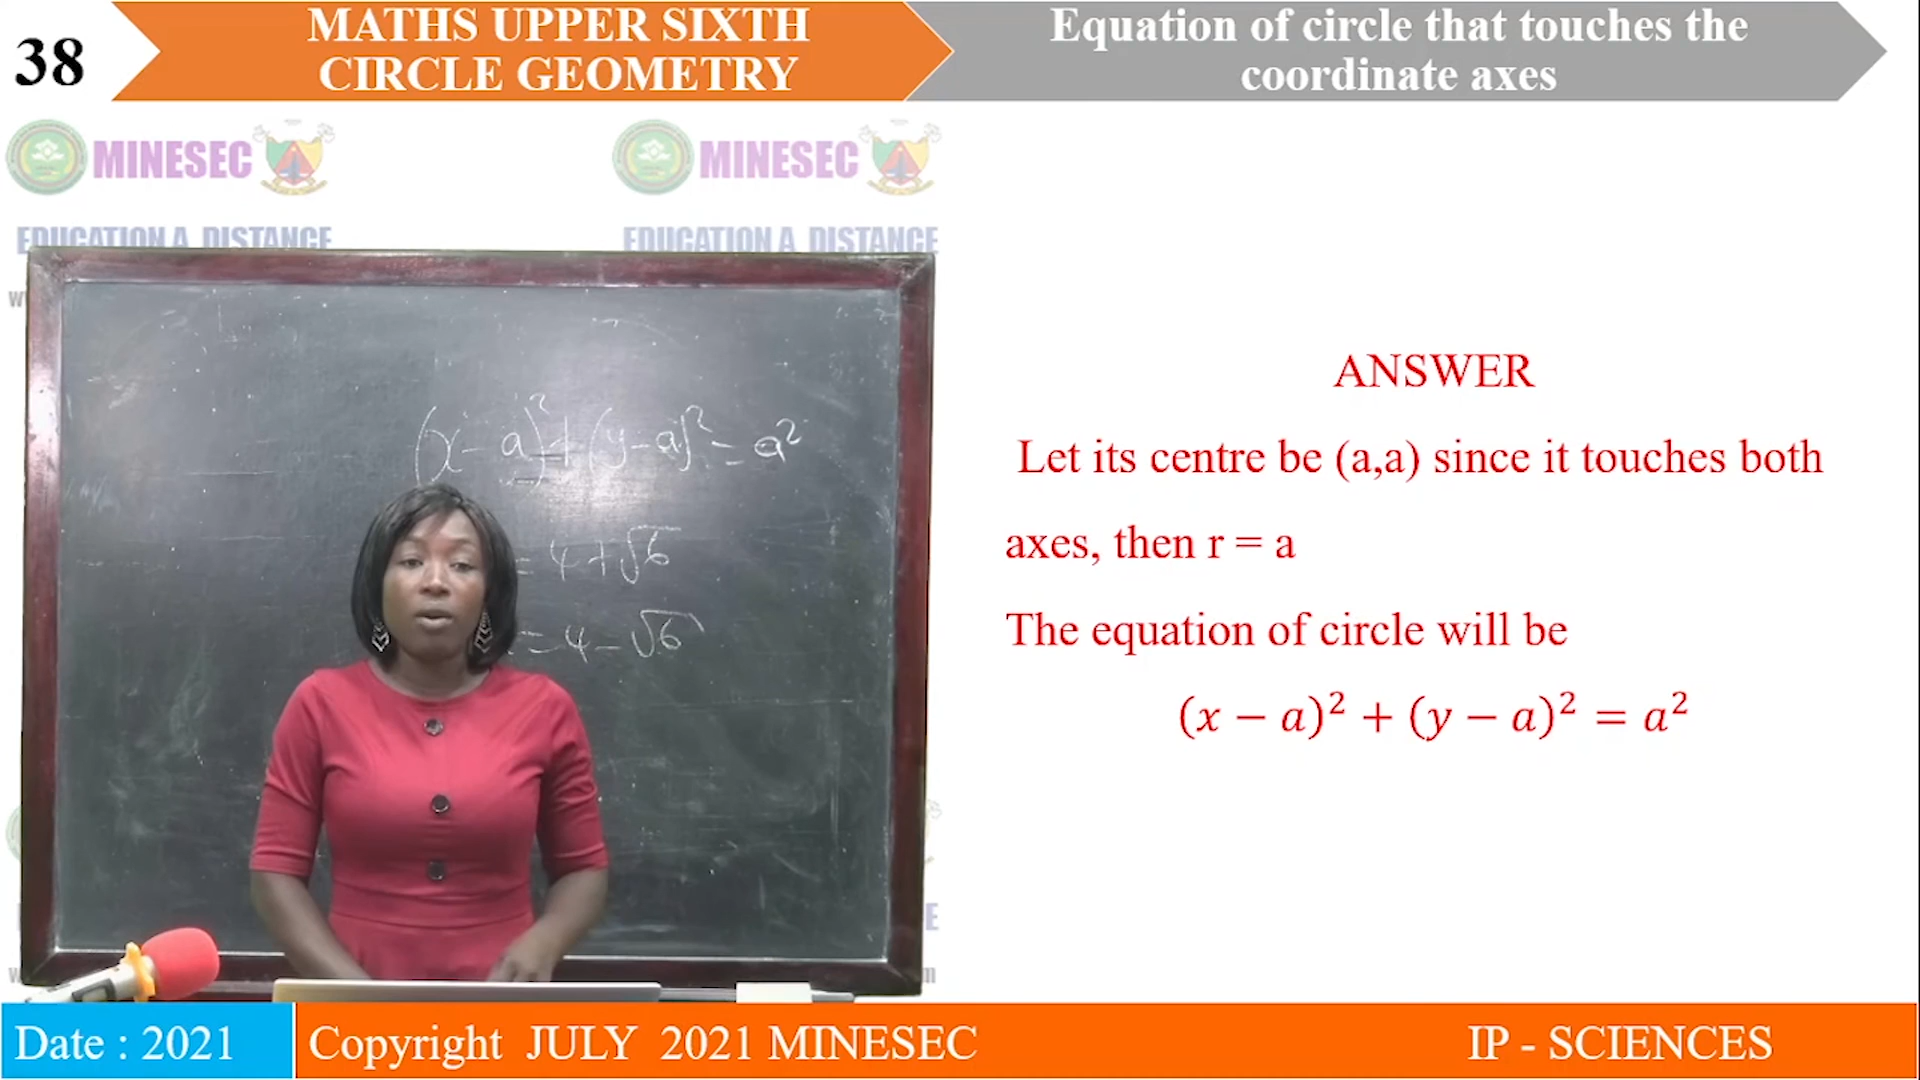 38
MATHS UPPER SIXTH
CIRCLE GEOMETRY
Equation of circle that touches the
coordinate axes
MINESEC
MINESEC
EDUCATION A DISTANCE
EDUCATION A DISTANCE
(x - a)² + (y - a)² = a²
= 4 + √6
= 4 - √6
ANSWER
Let its centre be (a,a) since it touches both
axes, then r = a
The equation of circle will be
(x − a)² + (y − a)² = a²
Date : 2021
Copyright JULY 2021 MINESEC
IP - SCIENCES